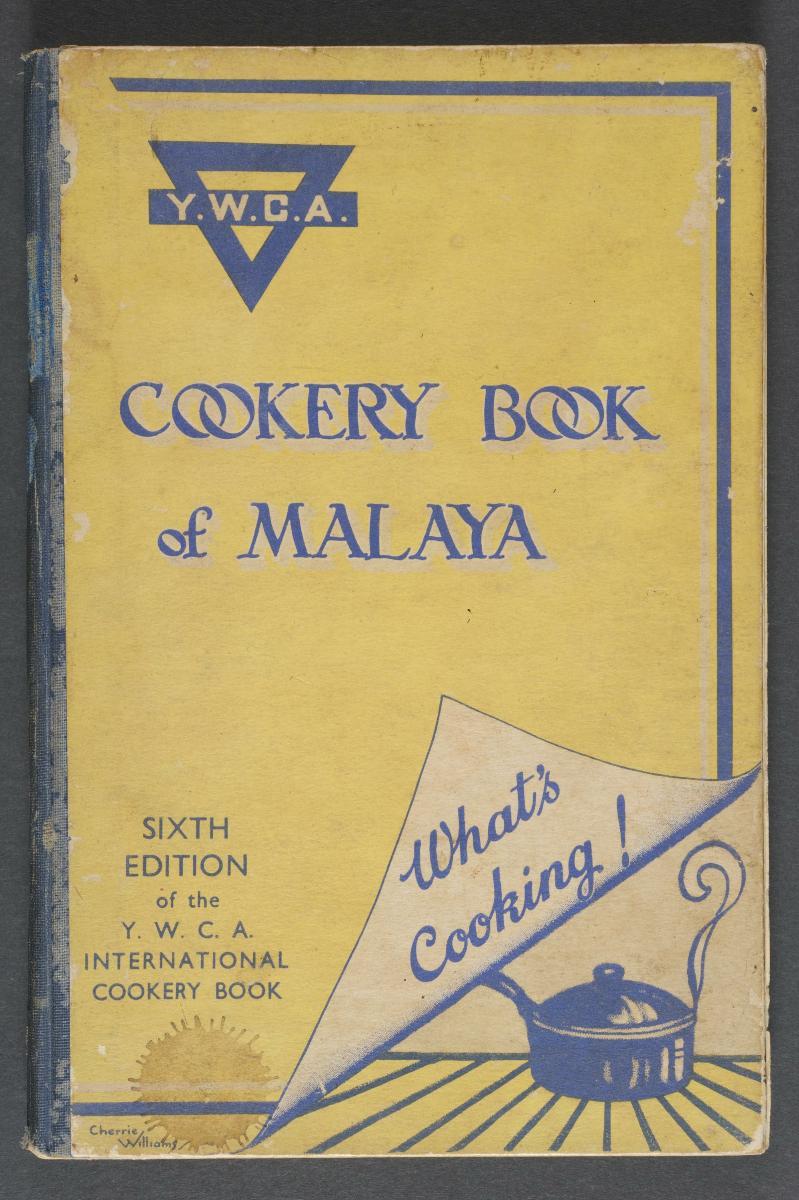 Y.W.C.A.
COOKERY BOOK
of MALAYA
What's
Cooking!
SIXTH
EDITION
of the
Y. W. C. A.
INTERNATIONAL
COOKERY BOOK
Cherrie
Williams